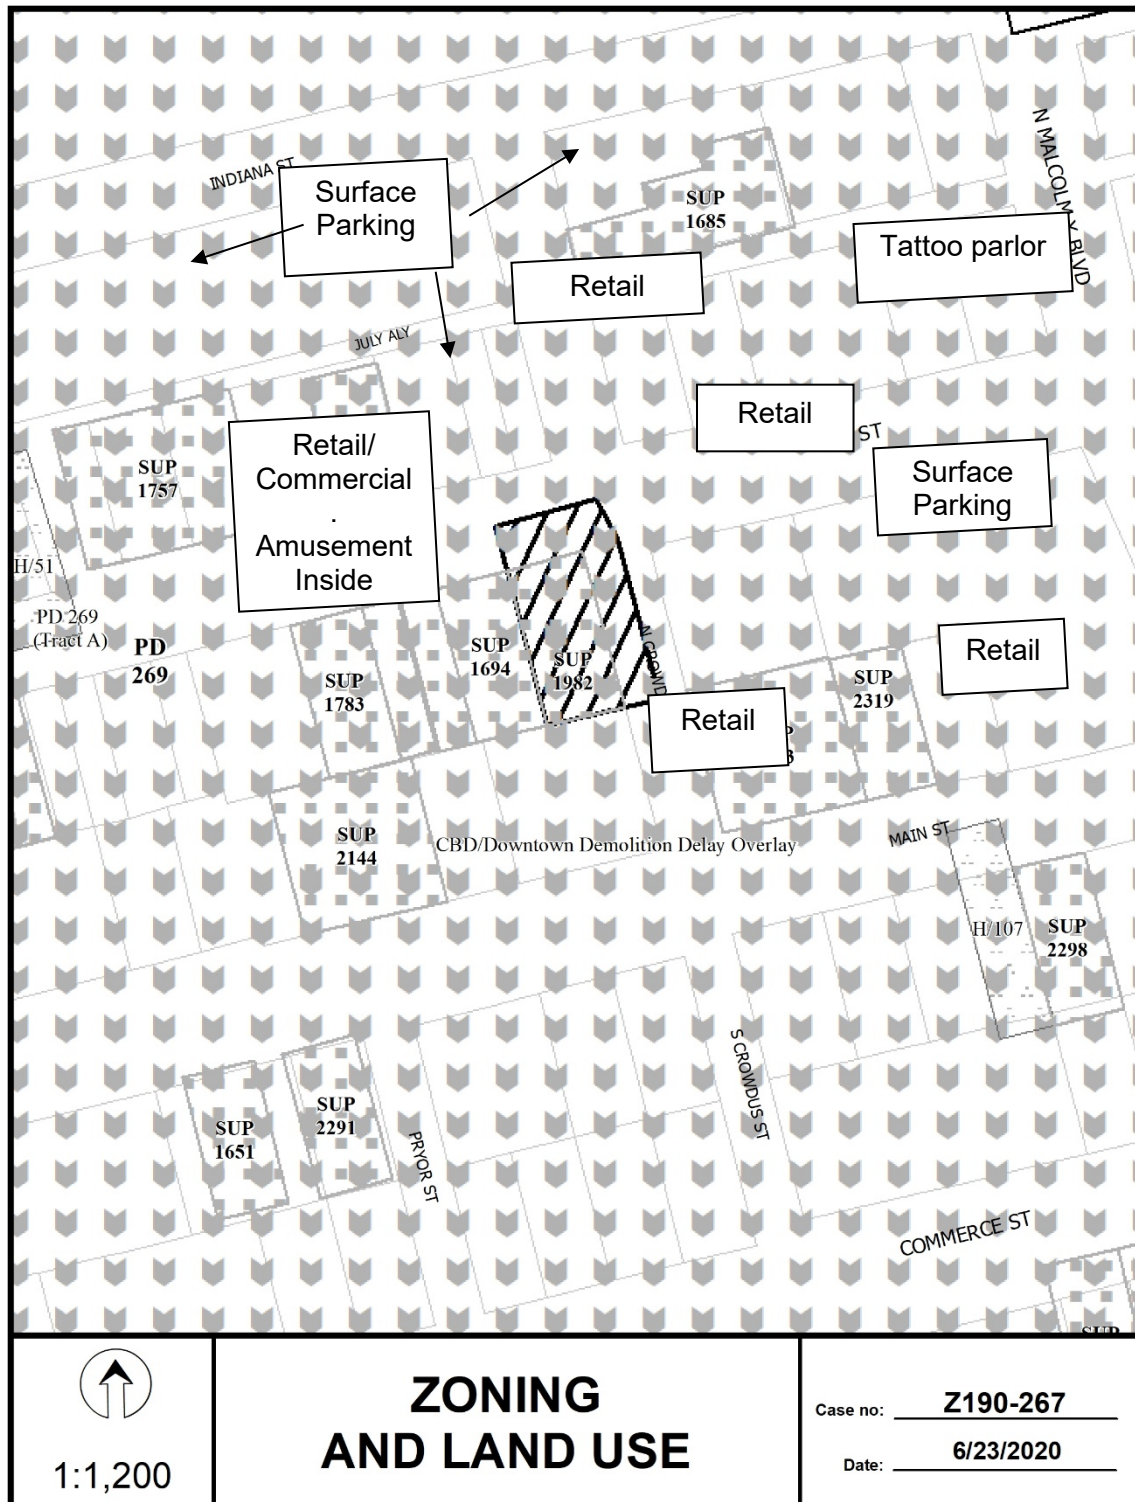 INDIANA ST
N MALCOLM X BLVD
Surface
Parking
SUP
1685
Tattoo parlor
Retail
JULY ALY
Retail
ST
Retail/
Commercial
.
Amusement
Inside
SUP
1757
Surface
Parking
H/51
PD 269
(Tract A)
PD
269
SUP
1783
SUP
1694
SUP
1982
N CROWD
Retail
SUP
2319
Retail
SUP
2144
CBD/Downtown Demolition Delay Overlay
MAIN ST
H/107
SUP
2298
S CROWDUS ST
SUP
2291
SUP
1651
PRYOR ST
COMMERCE ST
SUP
1:1,200
ZONING
AND LAND USE
Case no: Z190-267
Date: 6/23/2020